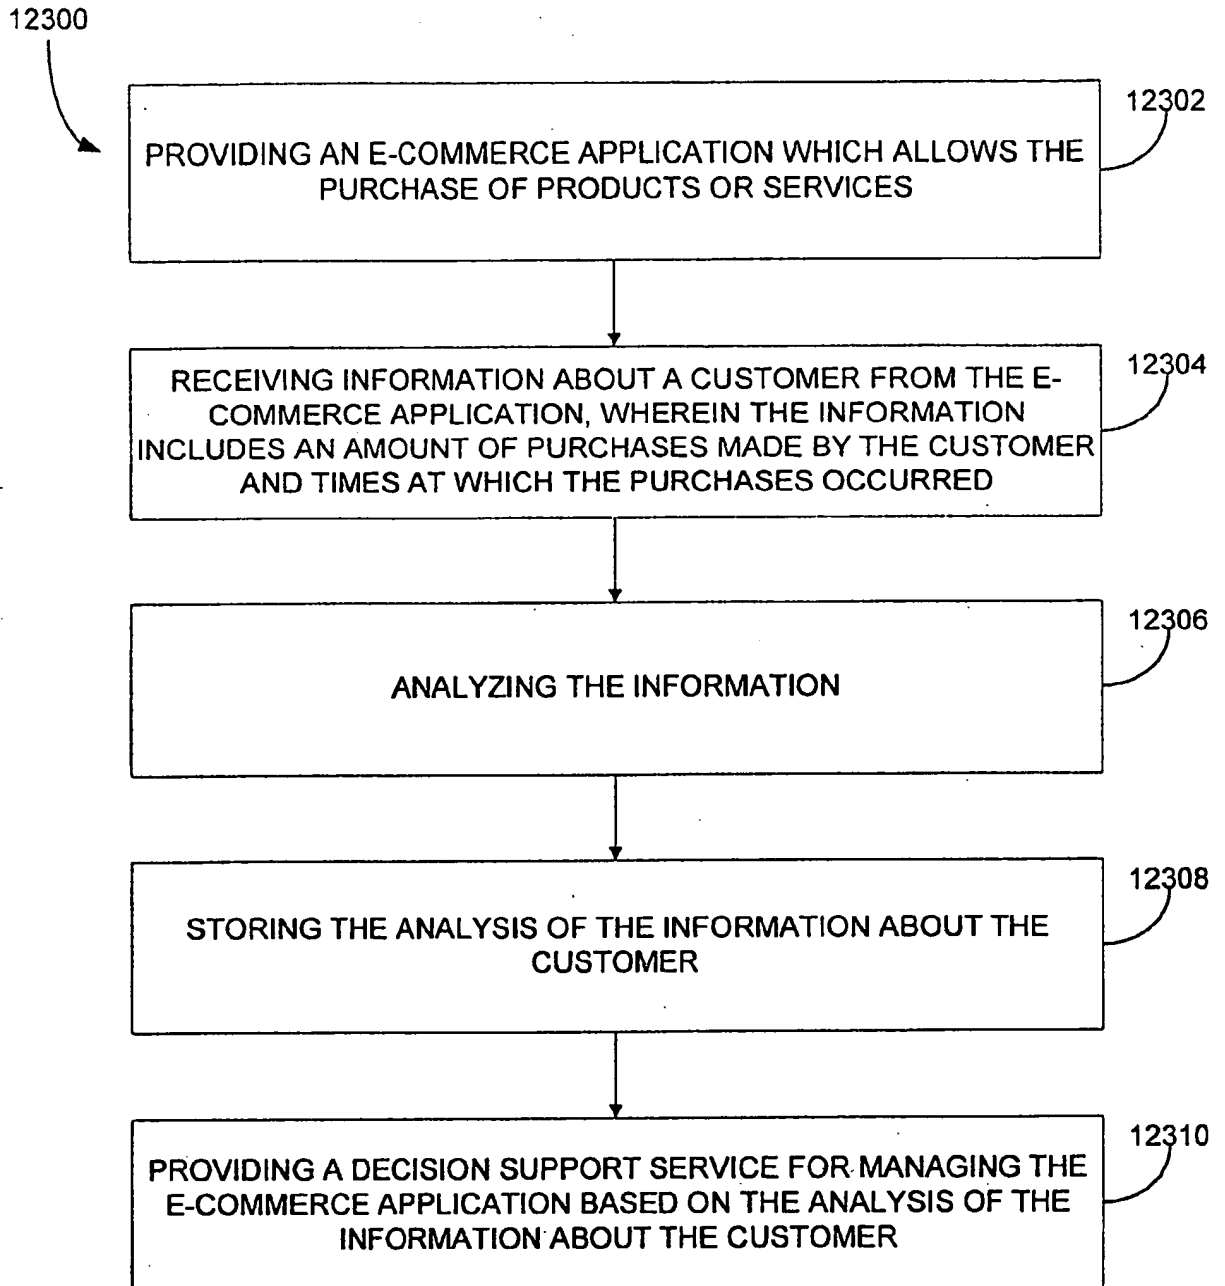 12300
12302
PROVIDING AN E-COMMERCE APPLICATION WHICH ALLOWS THE
PURCHASE OF PRODUCTS OR SERVICES
12304
RECEIVING INFORMATION ABOUT A CUSTOMER FROM THE E-
COMMERCE APPLICATION, WHEREIN THE INFORMATION
INCLUDES AN AMOUNT OF PURCHASES MADE BY THE CUSTOMER
AND TIMES AT WHICH THE PURCHASES OCCURRED
12306
ANALYZING THE INFORMATION
12308
STORING THE ANALYSIS OF THE INFORMATION ABOUT THE
CUSTOMER
12310
PROVIDING A DECISION SUPPORT SERVICE FOR MANAGING THE
E-COMMERCE APPLICATION BASED ON THE ANALYSIS OF THE
INFORMATION ABOUT THE CUSTOMER